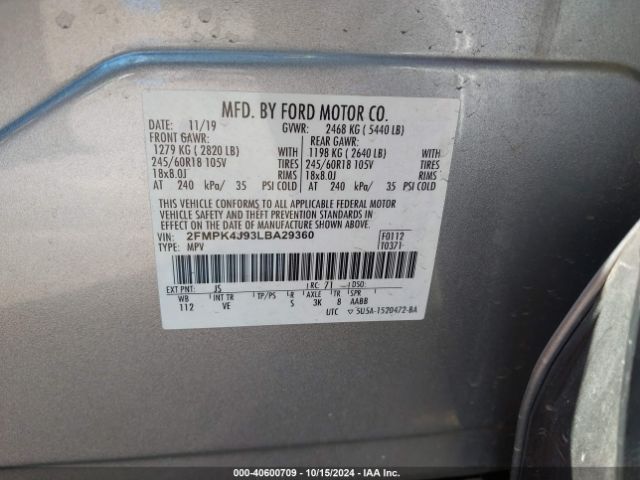 MFD. BY FORD MOTOR CO.
DATE: 11/19 GVWR: 2468 KG ( 5440 LB)
FRONT GAWR: REAR GAWR:
1279 KG ( 2820 LB) WITH 1198 KG ( 2640 LB) WITH
245/60R18 105V TIRES 245/60R18 105V TIRES
18x8.0J RIMS 18x8.0J RIMS
AT 240 kPa/ 35 PSI COLD AT 240 kPa/ 35 PSI COLD
THIS VEHICLE CONFORMS TO ALL APPLICABLE FEDERAL MOTOR
VEHICLE SAFETY AND THEFT PREVENTION STANDARDS IN
EFFECT ON THE DATE OF MANUFACTURE SHOWN ABOVE.
VIN: 2FMPK4J93LBA29360 F0112
TYPE: MPV T0371
EXT PNT: JS RC: 71 DSO:
WB INT TR TP/PS R AXLE TR SPR
112 VE S 3K 8 AABB
UTC ▽ 5U5A-1520472-BA
000-40600709 - 10/15/2024 - IAA Inc.